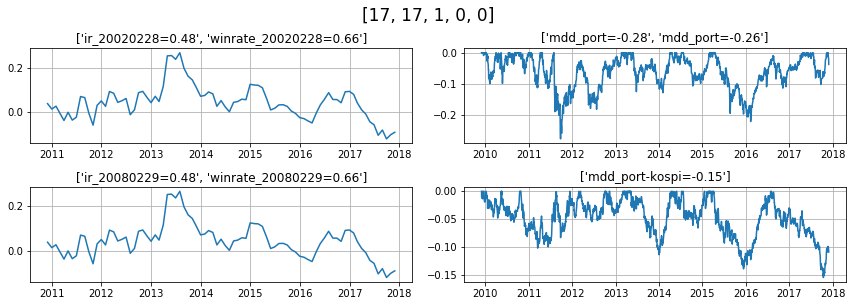 [17, 17, 1, 0, 0]
['ir_20020228=0.48', 'winrate_20020228=0.66']
0.2
0.0
2011 2012 2013 2014 2015 2016 2017 2018
['mdd_port=-0.28', 'mdd_port=-0.26']
0.0
−0.1
−0.2
2010 2011 2012 2013 2014 2015 2016 2017 2018
['ir_20080229=0.48', 'winrate_20080229=0.66']
0.2
0.0
2011 2012 2013 2014 2015 2016 2017 2018
['mdd_port-kospi=-0.15']
0.00
−0.05
−0.10
−0.15
2010 2011 2012 2013 2014 2015 2016 2017 2018